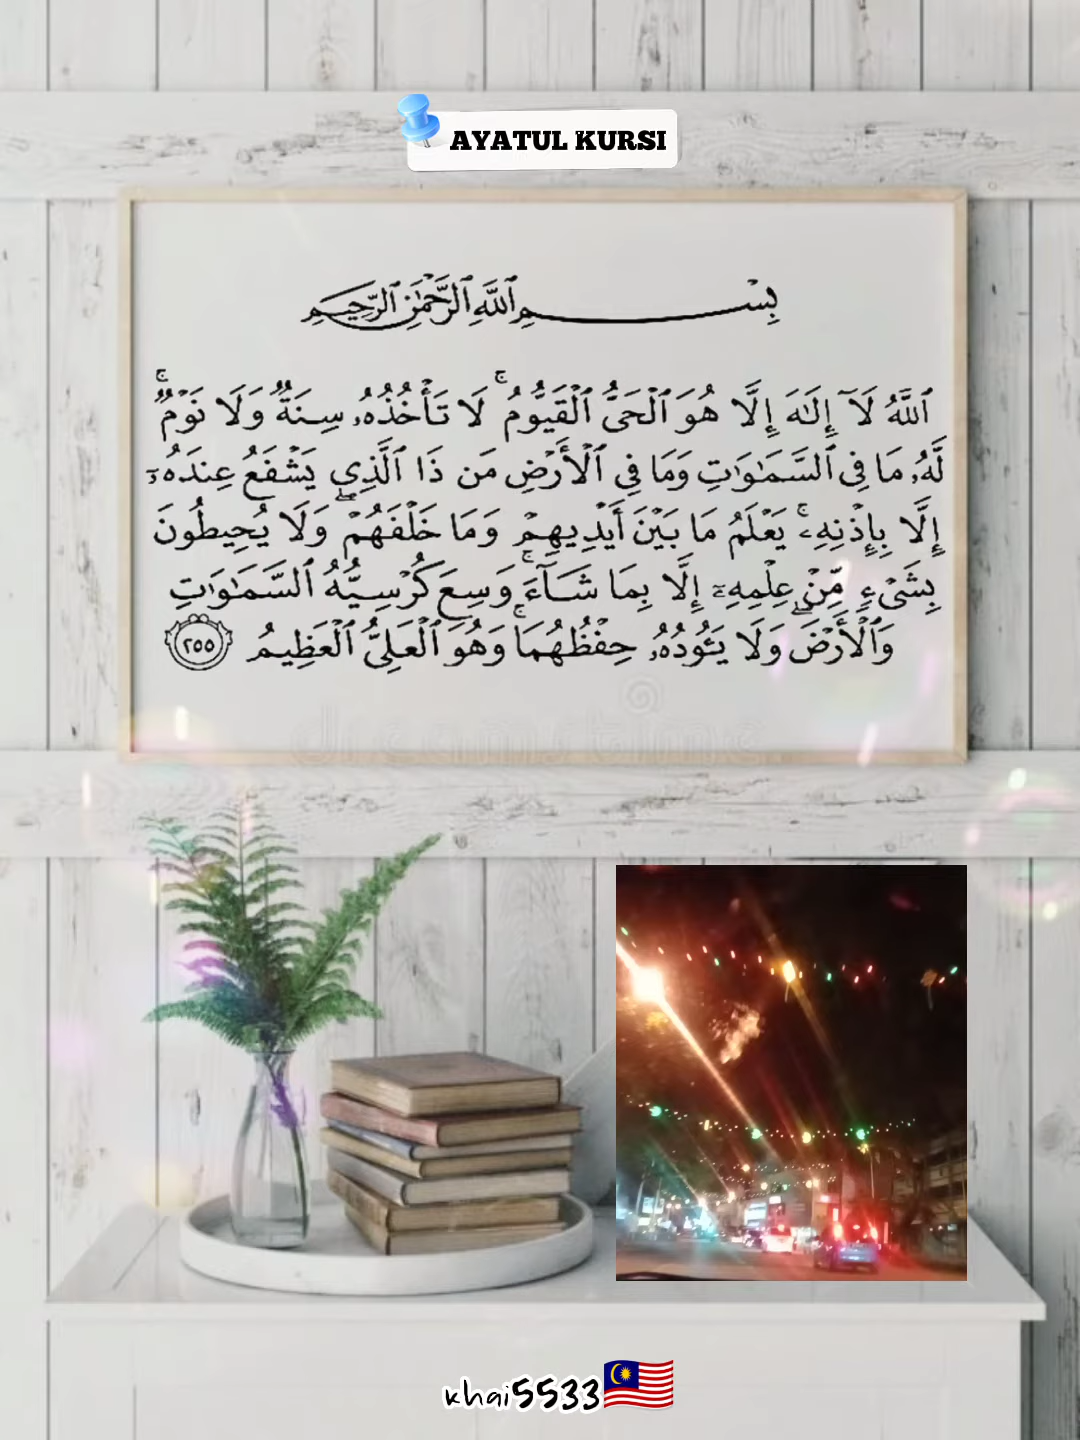 AYATUL KURSI
بِسْمِ ٱللَّهِ ٱلرَّحْمَٰنِ ٱلرَّحِيمِ
ٱللَّهُ لَآ إِلَٰهَ إِلَّا هُوَ ٱلْحَىُّ ٱلْقَيُّومُ ۚ لَا تَأْخُذُهُۥ سِنَةٌ وَلَا نَوْمٌ ۚ
لَّهُۥ مَا فِى ٱلسَّمَٰوَٰتِ وَمَا فِي ٱلْأَرْضِ مَن ذَا ٱلَّذِى يَشْفَعُ عِندَهُۥٓ
إِلَّا بِإِذْنِهِۦ ۚ يَعْلَمُ مَا بَيْنَ أَيْدِيهِمْ وَمَا خَلْفَهُمْ ۖ وَلَا يُحِيطُونَ
بِشَىْءٍ مِّنْ عِلْمِهِۦٓ إِلَّا بِمَا شَآءَ ۚ وَسِعَ كُرْسِيُّهُ ٱلسَّمَٰوَٰتِ
وَٱلْأَرْضَ ۖ وَلَا يَـُٔودُهُۥ حِفْظُهُمَا ۚ وَهُوَ ٱلْعَلِىُّ ٱلْعَظِيمُ ٢٥٥
dreamstime
khai5533